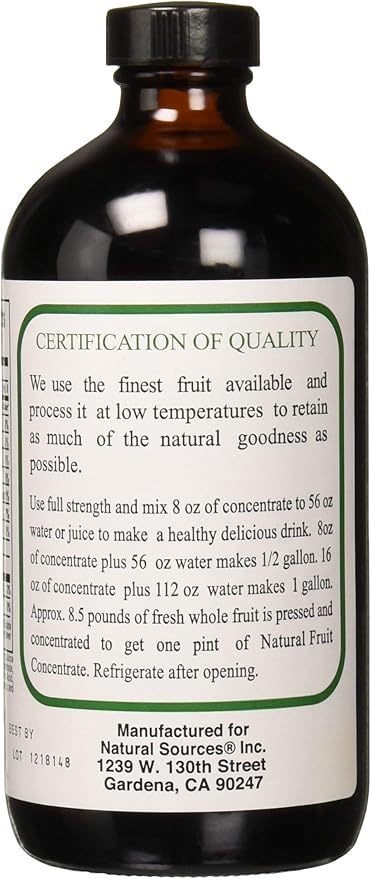 CERTIFICATION OF QUALITY
We use the finest fruit available and
process it at low temperatures to retain
as much of the natural goodness as
possible.
Use full strength and mix 8 oz of concentrate to 56 oz
water or juice to make a healthy delicious drink. 8oz
of concentrate plus 56 oz water makes 1/2 gallon. 16
oz of concentrate plus 112 oz water makes 1 gallon.
Approx. 8.5 pounds of fresh whole fruit is pressed and
concentrated to get one pint of Natural Fruit
Concentrate. Refrigerate after opening.
BEST BY
LOT 1218148
Manufactured for
Natural Sources® Inc.
1239 W. 130th Street
Gardena, CA 90247